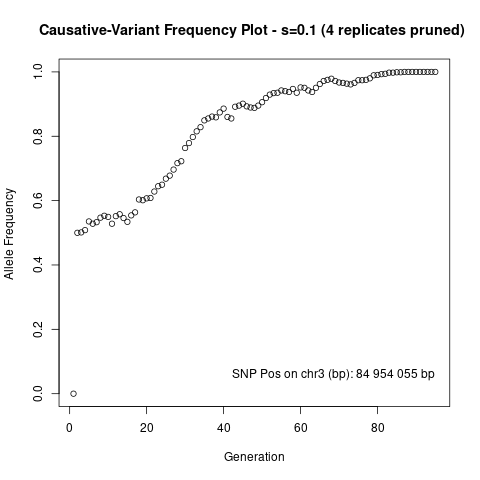 Causative-Variant Frequency Plot - s=0.1 (4 replicates pruned)
Allele Frequency
1.0
0.8
0.6
0.4
0.2
0.0
SNP Pos on chr3 (bp): 84 954 055 bp
0 20 40 60 80
Generation